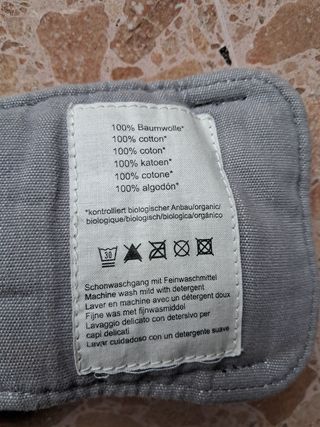 100% Baumwolle*
100% cotton*
100% coton*
100% katoen*
100% cotone*
100% algodón*
*kontrolliert biologischer Anbau/organic/
biologique/biologisch/biologica/orgánico
30
Schonwaschgang mit Feinwaschmittel
Machine wash mild with detergent
Laver en machine avec un détergent doux
Fijne was met fijnwasmiddel
Lavaggio delicato con detersivo per
capi delicati
Lavar cuidadoso con un detergente suave